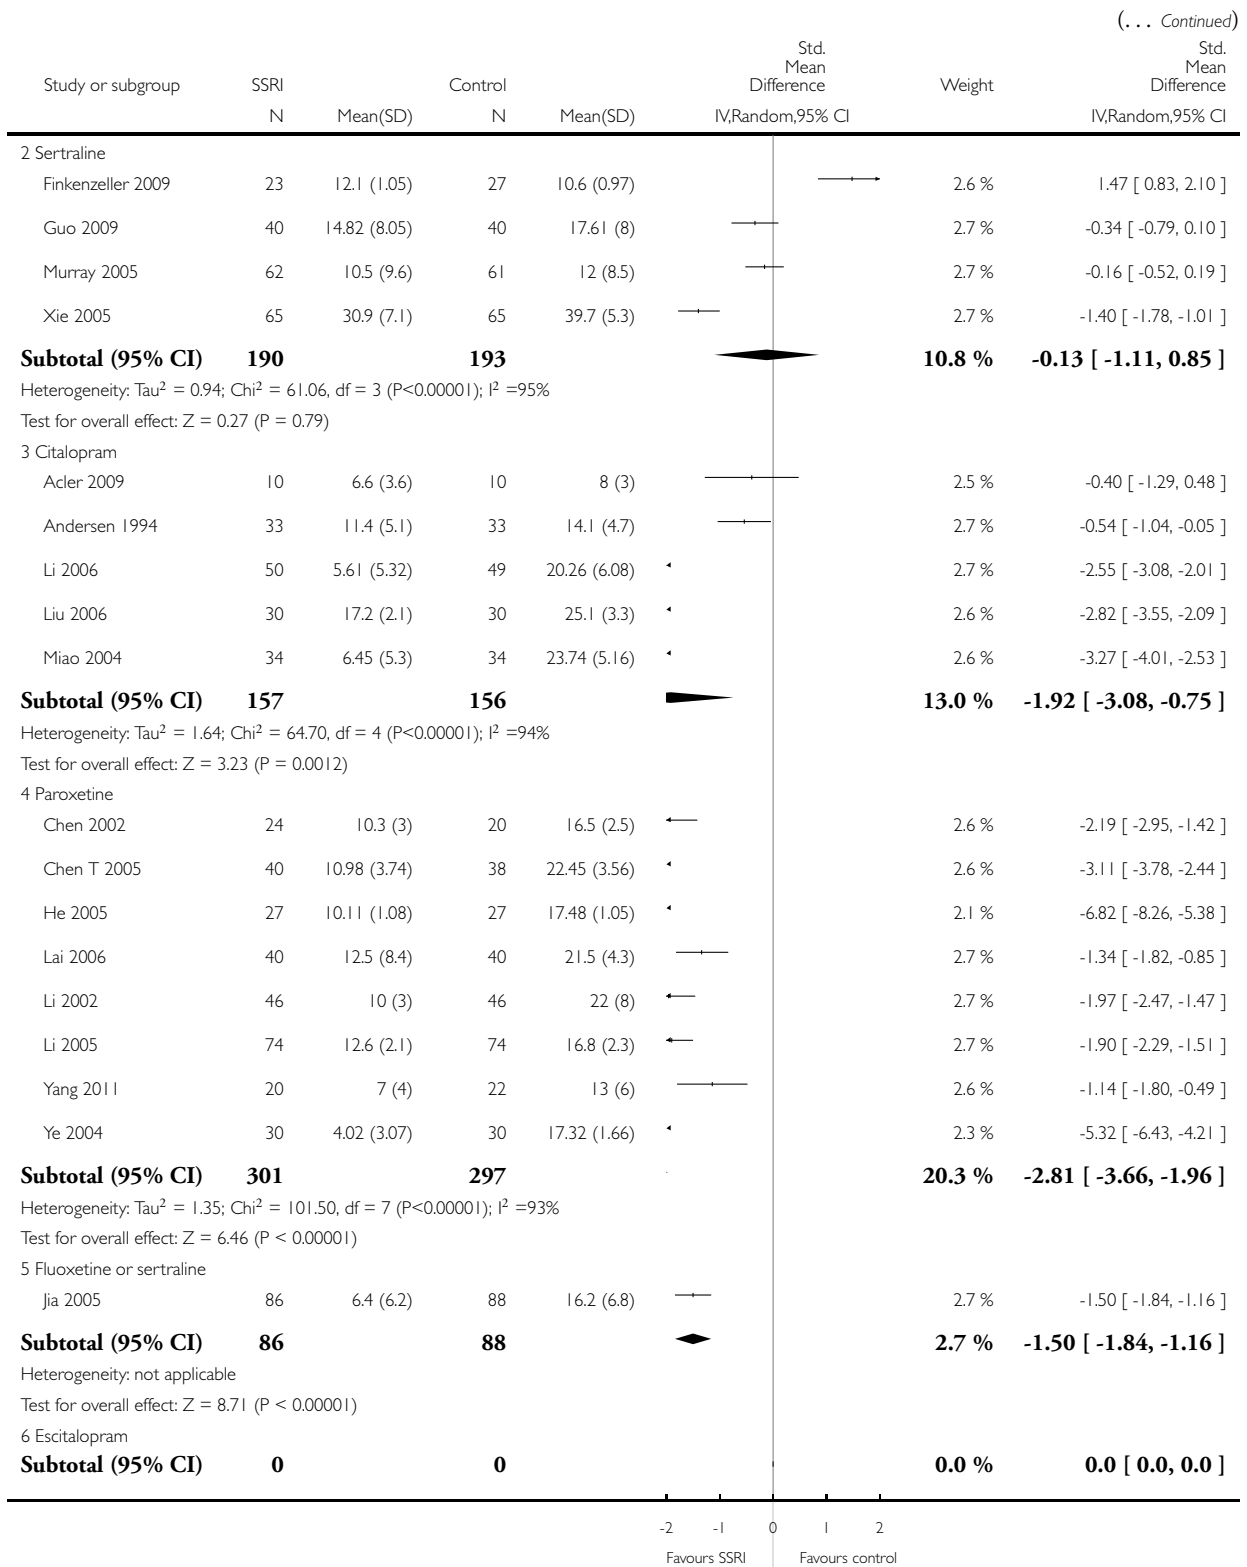 (. . . Continued)
Std. Mean Difference Std. Mean Difference
Study or subgroup SSRI Control Weight
N Mean(SD) N Mean(SD) IV,Random,95% CI IV,Random,95% CI
2 Sertraline
Finkenzeller 2009 23 12.1 (1.05) 27 10.6 (0.97) 2.6 % 1.47 [ 0.83, 2.10 ]
Guo 2009 40 14.82 (8.05) 40 17.61 (8) 2.7 % -0.34 [ -0.79, 0.10 ]
Murray 2005 62 10.5 (9.6) 61 12 (8.5) 2.7 % -0.16 [ -0.52, 0.19 ]
Xie 2005 65 30.9 (7.1) 65 39.7 (5.3) 2.7 % -1.40 [ -1.78, -1.01 ]
Subtotal (95% CI) 190 193 10.8 % -0.13 [ -1.11, 0.85 ]
Heterogeneity: Tau² = 0.94; Chi² = 61.06, df = 3 (P<0.00001); I² =95%
Test for overall effect: Z = 0.27 (P = 0.79)
3 Citalopram
Acler 2009 10 6.6 (3.6) 10 8 (3) 2.5 % -0.40 [ -1.29, 0.48 ]
Andersen 1994 33 11.4 (5.1) 33 14.1 (4.7) 2.7 % -0.54 [ -1.04, -0.05 ]
Li 2006 50 5.61 (5.32) 49 20.26 (6.08) 2.7 % -2.55 [ -3.08, -2.01 ]
Liu 2006 30 17.2 (2.1) 30 25.1 (3.3) 2.6 % -2.82 [ -3.55, -2.09 ]
Miao 2004 34 6.45 (5.3) 34 23.74 (5.16) 2.6 % -3.27 [ -4.01, -2.53 ]
Subtotal (95% CI) 157 156 13.0 % -1.92 [ -3.08, -0.75 ]
Heterogeneity: Tau² = 1.64; Chi² = 64.70, df = 4 (P<0.00001); I² =94%
Test for overall effect: Z = 3.23 (P = 0.0012)
4 Paroxetine
Chen 2002 24 10.3 (3) 20 16.5 (2.5) 2.6 % -2.19 [ -2.95, -1.42 ]
Chen T 2005 40 10.98 (3.74) 38 22.45 (3.56) 2.6 % -3.11 [ -3.78, -2.44 ]
He 2005 27 10.11 (1.08) 27 17.48 (1.05) 2.1 % -6.82 [ -8.26, -5.38 ]
Lai 2006 40 12.5 (8.4) 40 21.5 (4.3) 2.7 % -1.34 [ -1.82, -0.85 ]
Li 2002 46 10 (3) 46 22 (8) 2.7 % -1.97 [ -2.47, -1.47 ]
Li 2005 74 12.6 (2.1) 74 16.8 (2.3) 2.7 % -1.90 [ -2.29, -1.51 ]
Yang 2011 20 7 (4) 22 13 (6) 2.6 % -1.14 [ -1.80, -0.49 ]
Ye 2004 30 4.02 (3.07) 30 17.32 (1.66) 2.3 % -5.32 [ -6.43, -4.21 ]
Subtotal (95% CI) 301 297 20.3 % -2.81 [ -3.66, -1.96 ]
Heterogeneity: Tau² = 1.35; Chi² = 101.50, df = 7 (P<0.00001); I² =93%
Test for overall effect: Z = 6.46 (P < 0.00001)
5 Fluoxetine or sertraline
Jia 2005 86 6.4 (6.2) 88 16.2 (6.8) 2.7 % -1.50 [ -1.84, -1.16 ]
Subtotal (95% CI) 86 88 2.7 % -1.50 [ -1.84, -1.16 ]
Heterogeneity: not applicable
Test for overall effect: Z = 8.71 (P < 0.00001)
6 Escitalopram
Subtotal (95% CI) 0 0 0.0 % 0.0 [ 0.0, 0.0 ]
-2 -1 0 1 2
Favours SSRI Favours control